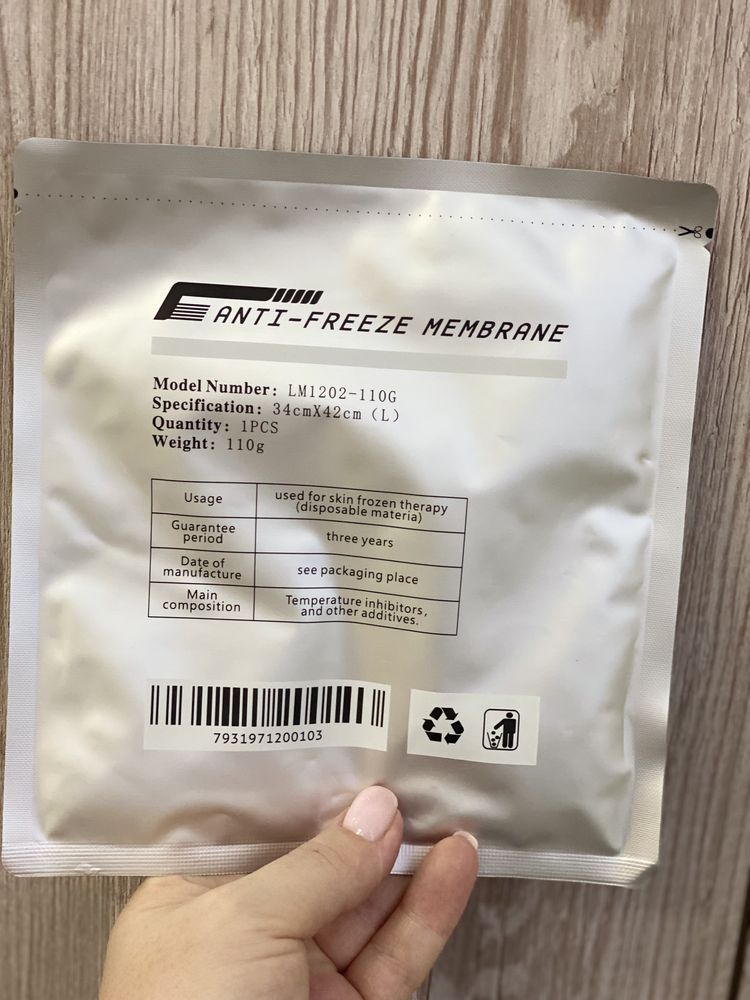 ANTI-FREEZE MEMBRANE
Model Number: LM1202-110G
Specification: 34cmX42cm (L)
Quantity: 1PCS
Weight: 110g
Usage
used for skin frozen therapy
(disposable materia)
Guarantee
period
three years
Date of
manufacture
see packaging place
Main
composition
Temperature inhibitors,
and other additives.
7931971200103